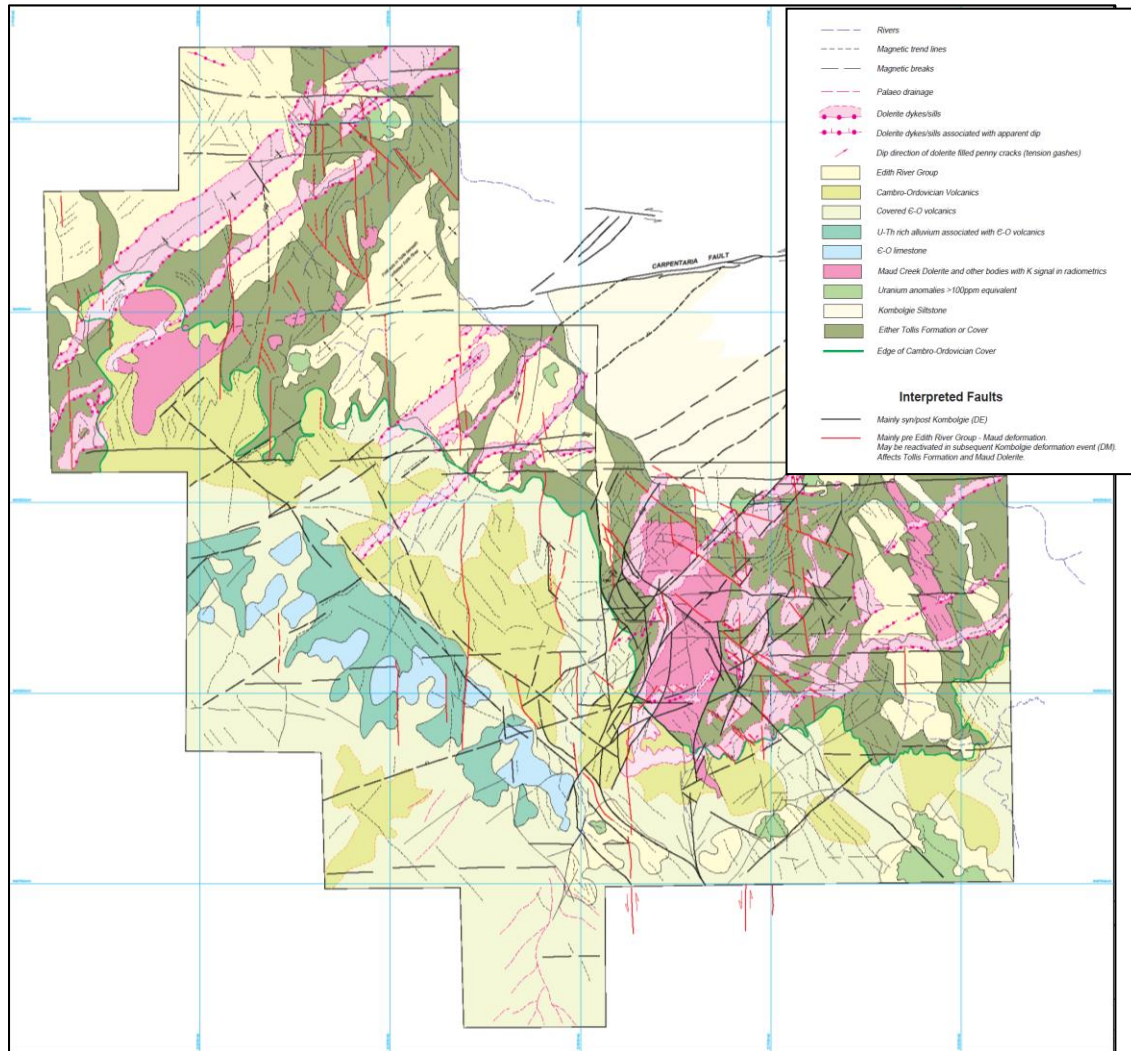 Rivers
Magnetic trend lines
Magnetic breaks
Palaeo drainage
Dolerite dykes/sills
Dolerite dykes/sills associated with apparent dip
Dip direction of dolerite filled penny cracks (tension gashes)
Edith River Group
Cambro-Ordovician Volcanics
Covered Є-O volcanics
U-Th rich alluvium associated with Є-O volcanics
Є-O limestone
Maud Creek Dolerite and other bodies with K signal in radiometrics
Uranium anomalies >100ppm equivalent
Kombolgie Siltstone
Either Tollis Formation or Cover
Edge of Cambro-Ordovician Cover
Interpreted Faults
Mainly syn/post Kombolgie (DE)
Mainly pre Edith River Group - Maud deformation.
May be reactivated in subsequent Kombolgie deformation event (DM).
Affects Tollis Formation and Maud Dolerite.
CARPENTARIA FAULT